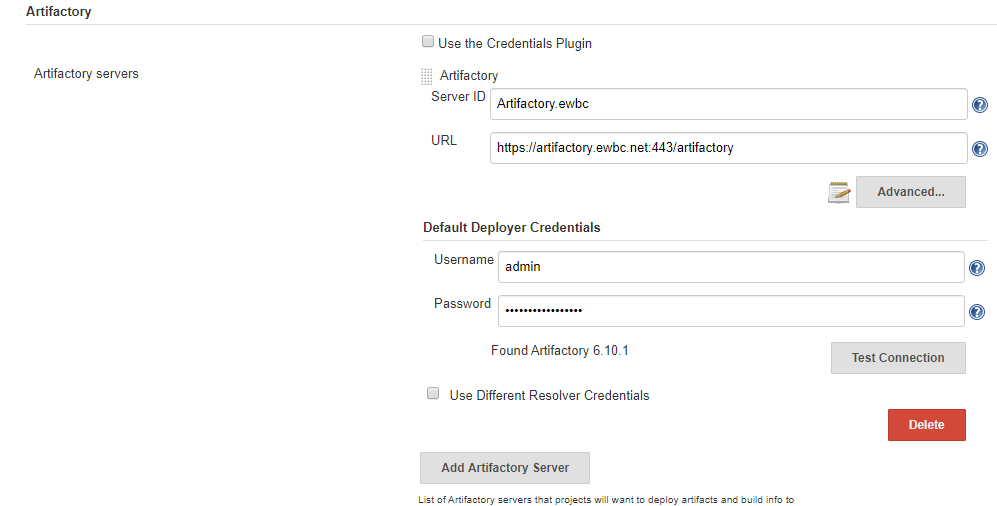 Artifactory
Use the Credentials Plugin
Artifactory servers
Artifactory
Server ID
Artifactory.ewbc
?
URL
https://artifactory.ewbc.net:443/artifactory
?
Advanced...
Default Deployer Credentials
Username
admin
?
Password
•••••••••••••••••
?
Found Artifactory 6.10.1
Test Connection
Use Different Resolver Credentials
Delete
Add Artifactory Server
List of Artifactory servers that projects will want to deploy artifacts and build info to